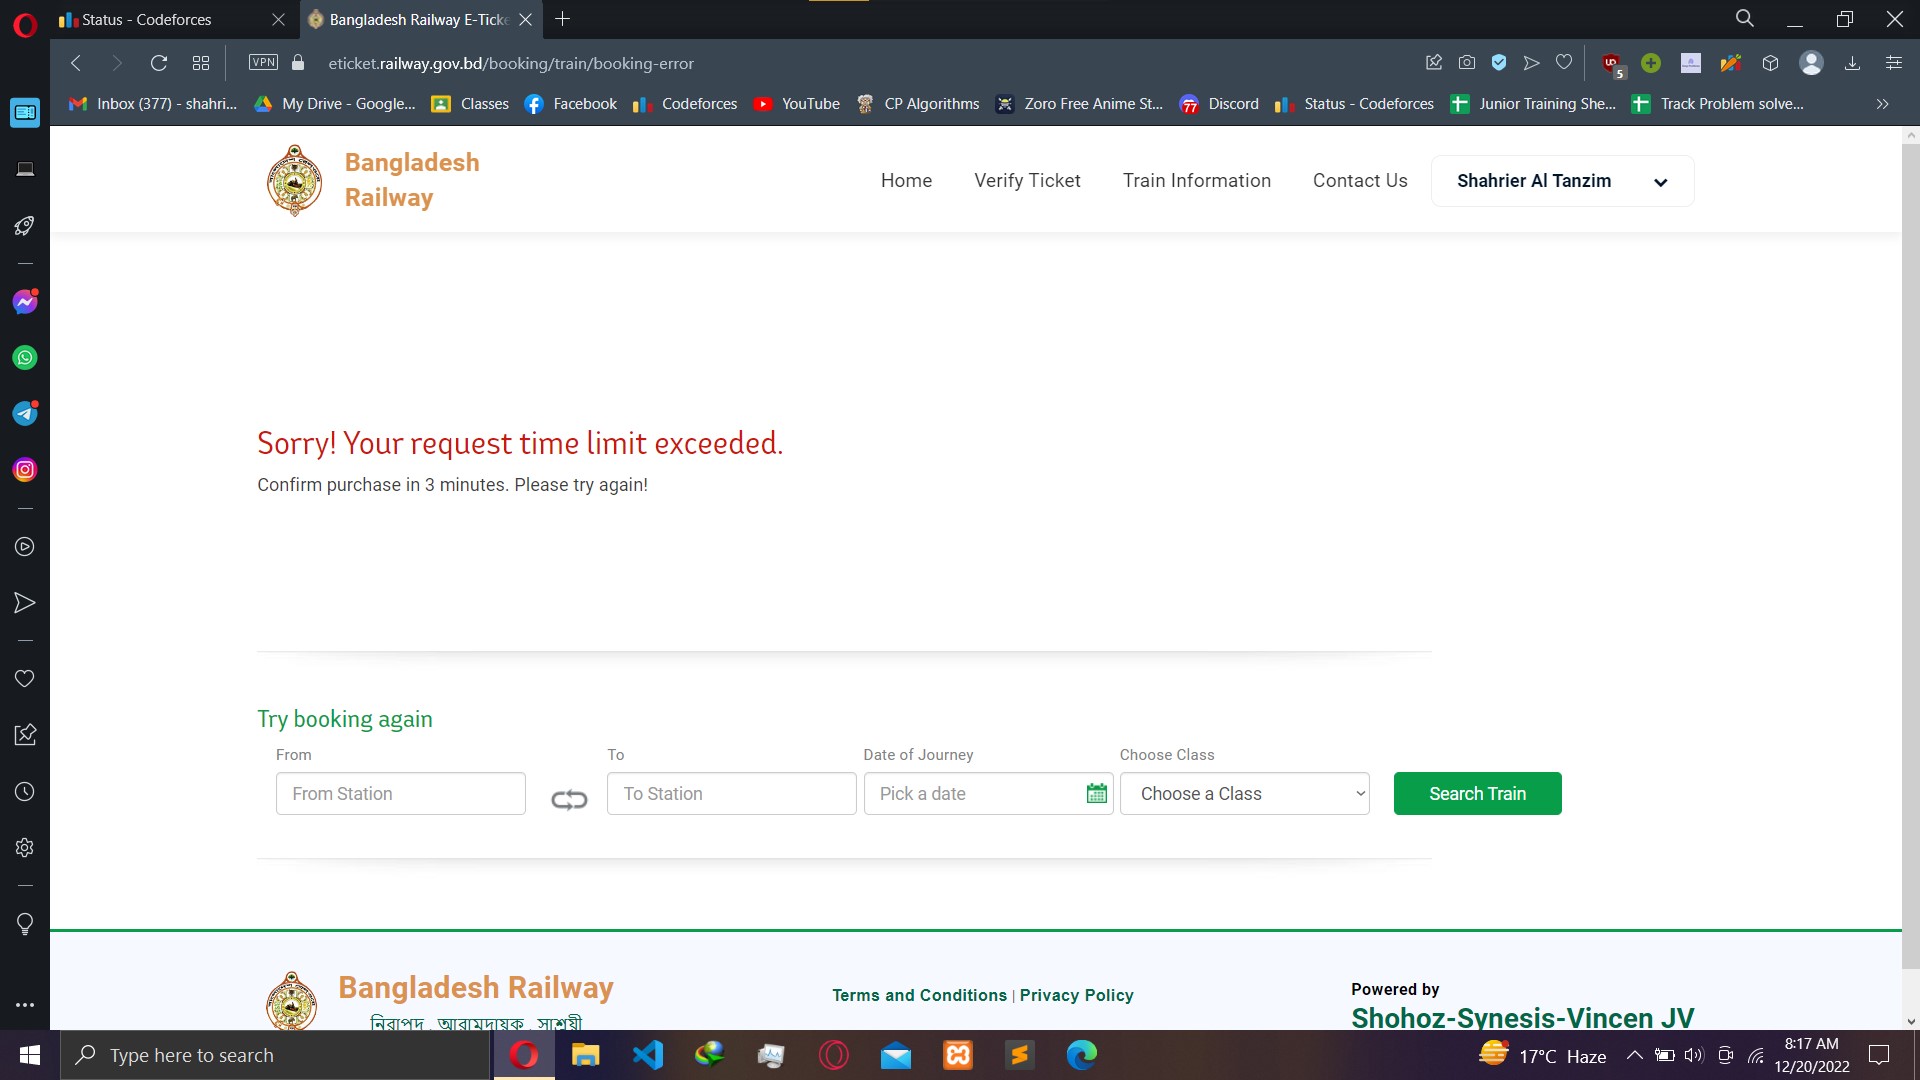 Status - Codeforces
Bangladesh Railway E-Ticke
VPN
eticket.railway.gov.bd/booking/train/booking-error
5
Inbox (377) - shahri...
My Drive - Google...
Classes
Facebook
Codeforces
YouTube
CP Algorithms
Zoro Free Anime St...
77
Discord
Status - Codeforces
Junior Training She...
Track Problem solve...
Bangladesh
Railway
Home
Verify Ticket
Train Information
Contact Us
Shahrier Al Tanzim
Sorry! Your request time limit exceeded.
Confirm purchase in 3 minutes. Please try again!
Try booking again
From
To
Date of Journey
Choose Class
From Station
To Station
Pick a date
Choose a Class
Search Train
Bangladesh Railway
নিরাপদ . আরামদায়ক . সাশ্রয়ী
Terms and Conditions | Privacy Policy
Powered by
Shohoz-Synesis-Vincen JV
Type here to search
17°C Haze
8:17 AM
12/20/2022